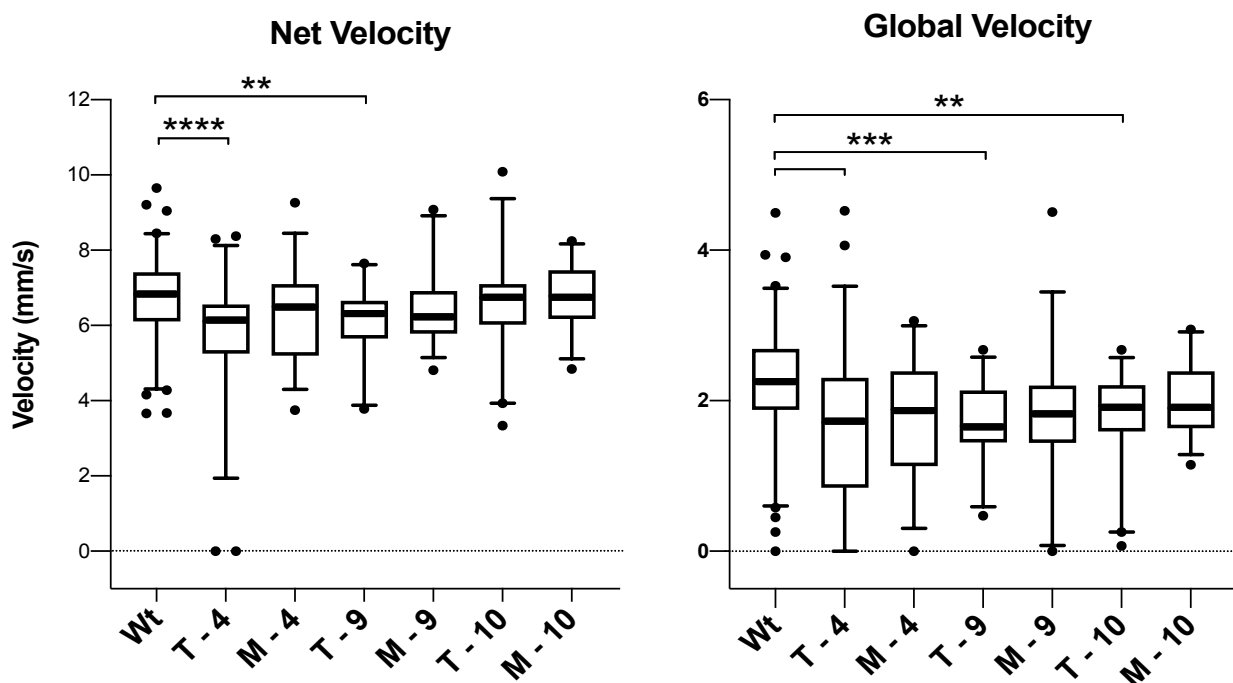 Net Velocity
Velocity (mm/s)
12
10
8
6
4
2
0
**
****
Wt
T - 4
M - 4
T - 9
M - 9
T - 10
M - 10
Global Velocity
6
4
2
0
**
***
Wt
T - 4
M - 4
T - 9
M - 9
T - 10
M - 10